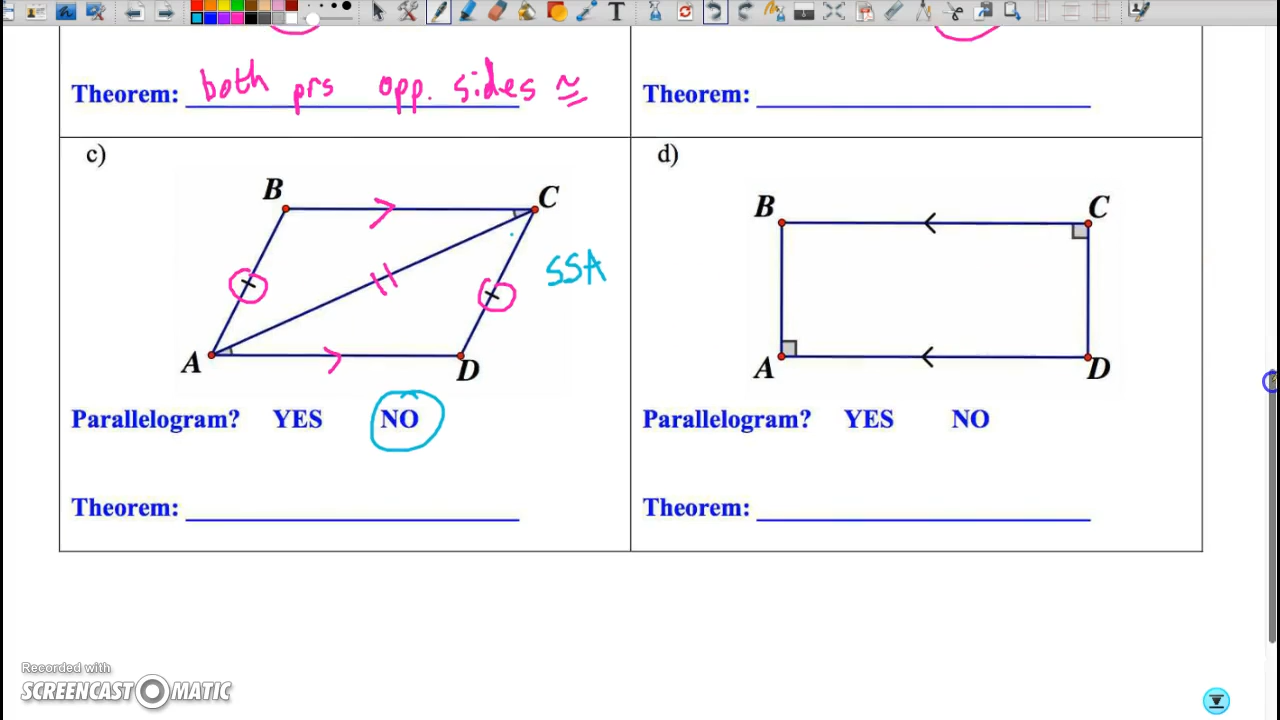 Theorem: both prs opp. sides ≅
Theorem:
c)
B
C
A
D
SSA
Parallelogram? YES NO
Theorem:
d)
B
C
A
D
Parallelogram? YES NO
Theorem:
Recorded with
SCREENCAST O MATIC